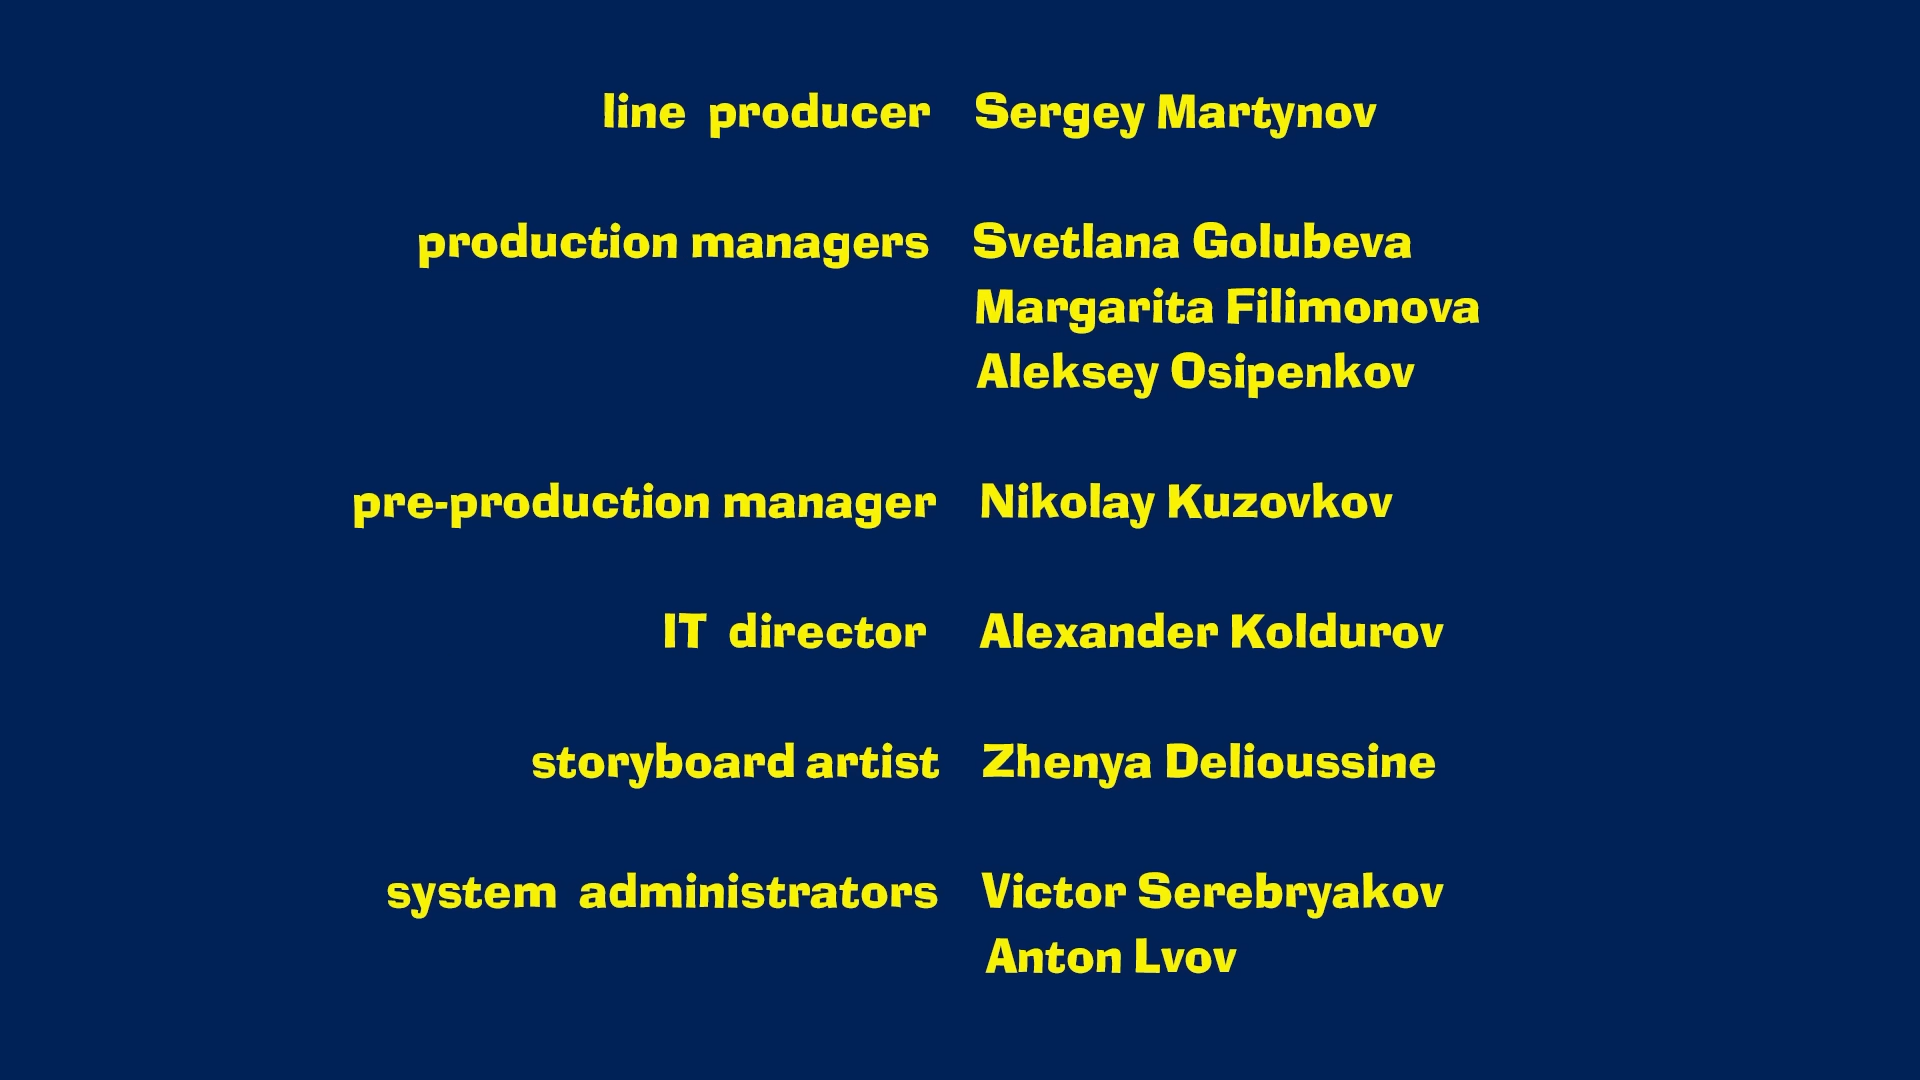 line producer Sergey Martynov
production managers Svetlana Golubeva
Margarita Filimonova
Aleksey Osipenkov
pre-production manager Nikolay Kuzovkov
IT director Alexander Koldurov
storyboard artist Zhenya Delioussine
system administrators Victor Serebryakov
Anton Lvov